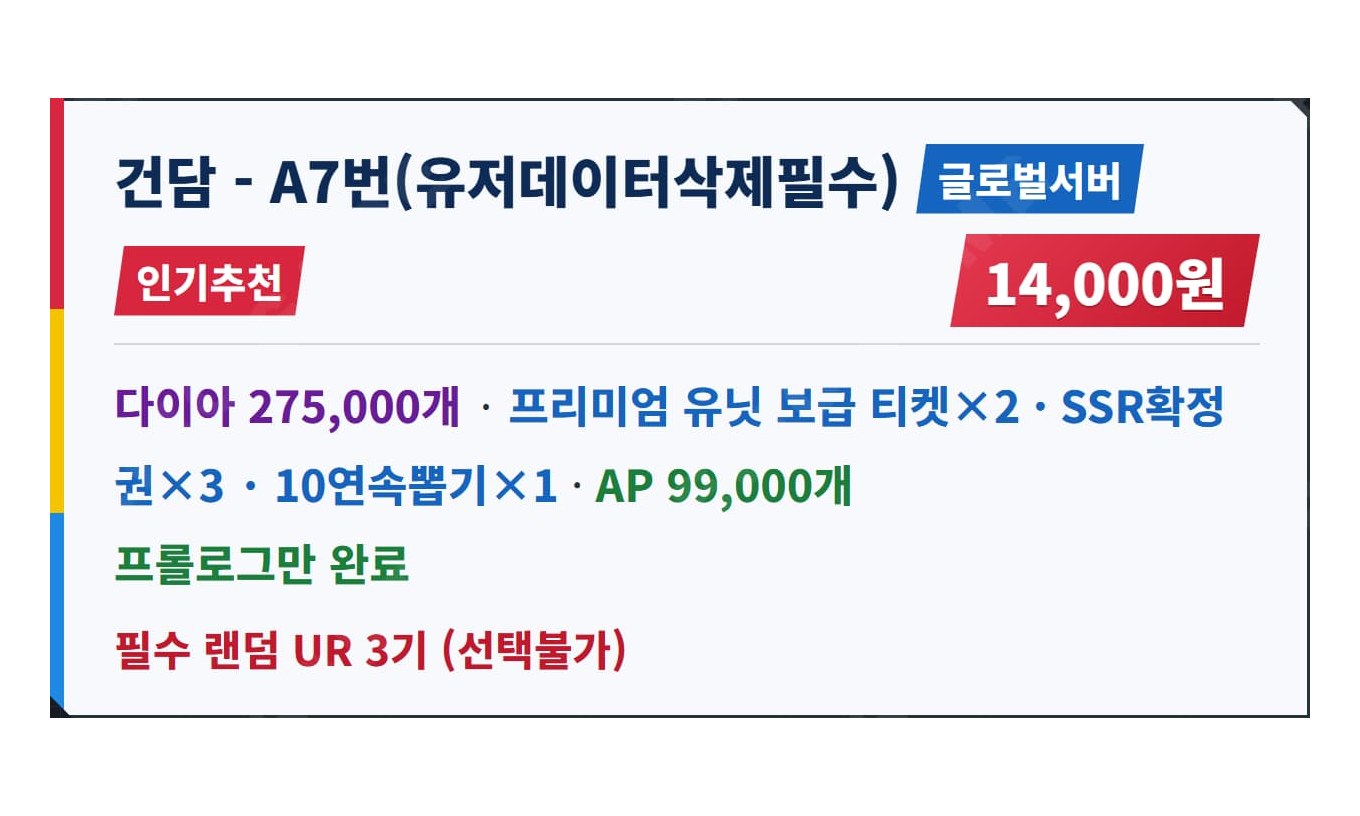 건담 - A7번(유저데이터삭제필수) 글로벌서버
인기추천 14,000원
다이아 275,000개 · 프리미엄 유닛 보급 티켓×2 · SSR확정
권×3 · 10연속뽑기×1 · AP 99,000개
프롤로그만 완료
필수 랜덤 UR 3기 (선택불가)